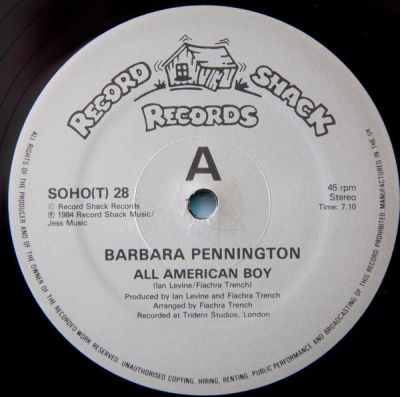 RECORD SHACK
RECORDS
A
SOHO(T) 28
© Record Shack Records
℗ 1984 Record Shack Music/
Jess Music
45 rpm
Stereo
Time: 7.10
BARBARA PENNINGTON
ALL AMERICAN BOY
(Ian Levine/Fiachra Trench)
Produced by Ian Levine and Fiachra Trench
Arranged by Fiachra Trench
Recorded at Trident Studios, London
ALL RIGHTS OF THE PRODUCER AND OF THE OWNER OF THE RECORDED WORK RESERVED. UNAUTHORISED COPYING, HIRING, RENTING, PUBLIC PERFORMANCE AND BROADCASTING OF THIS RECORD PROHIBITED. MANUFACTURED IN THE UK